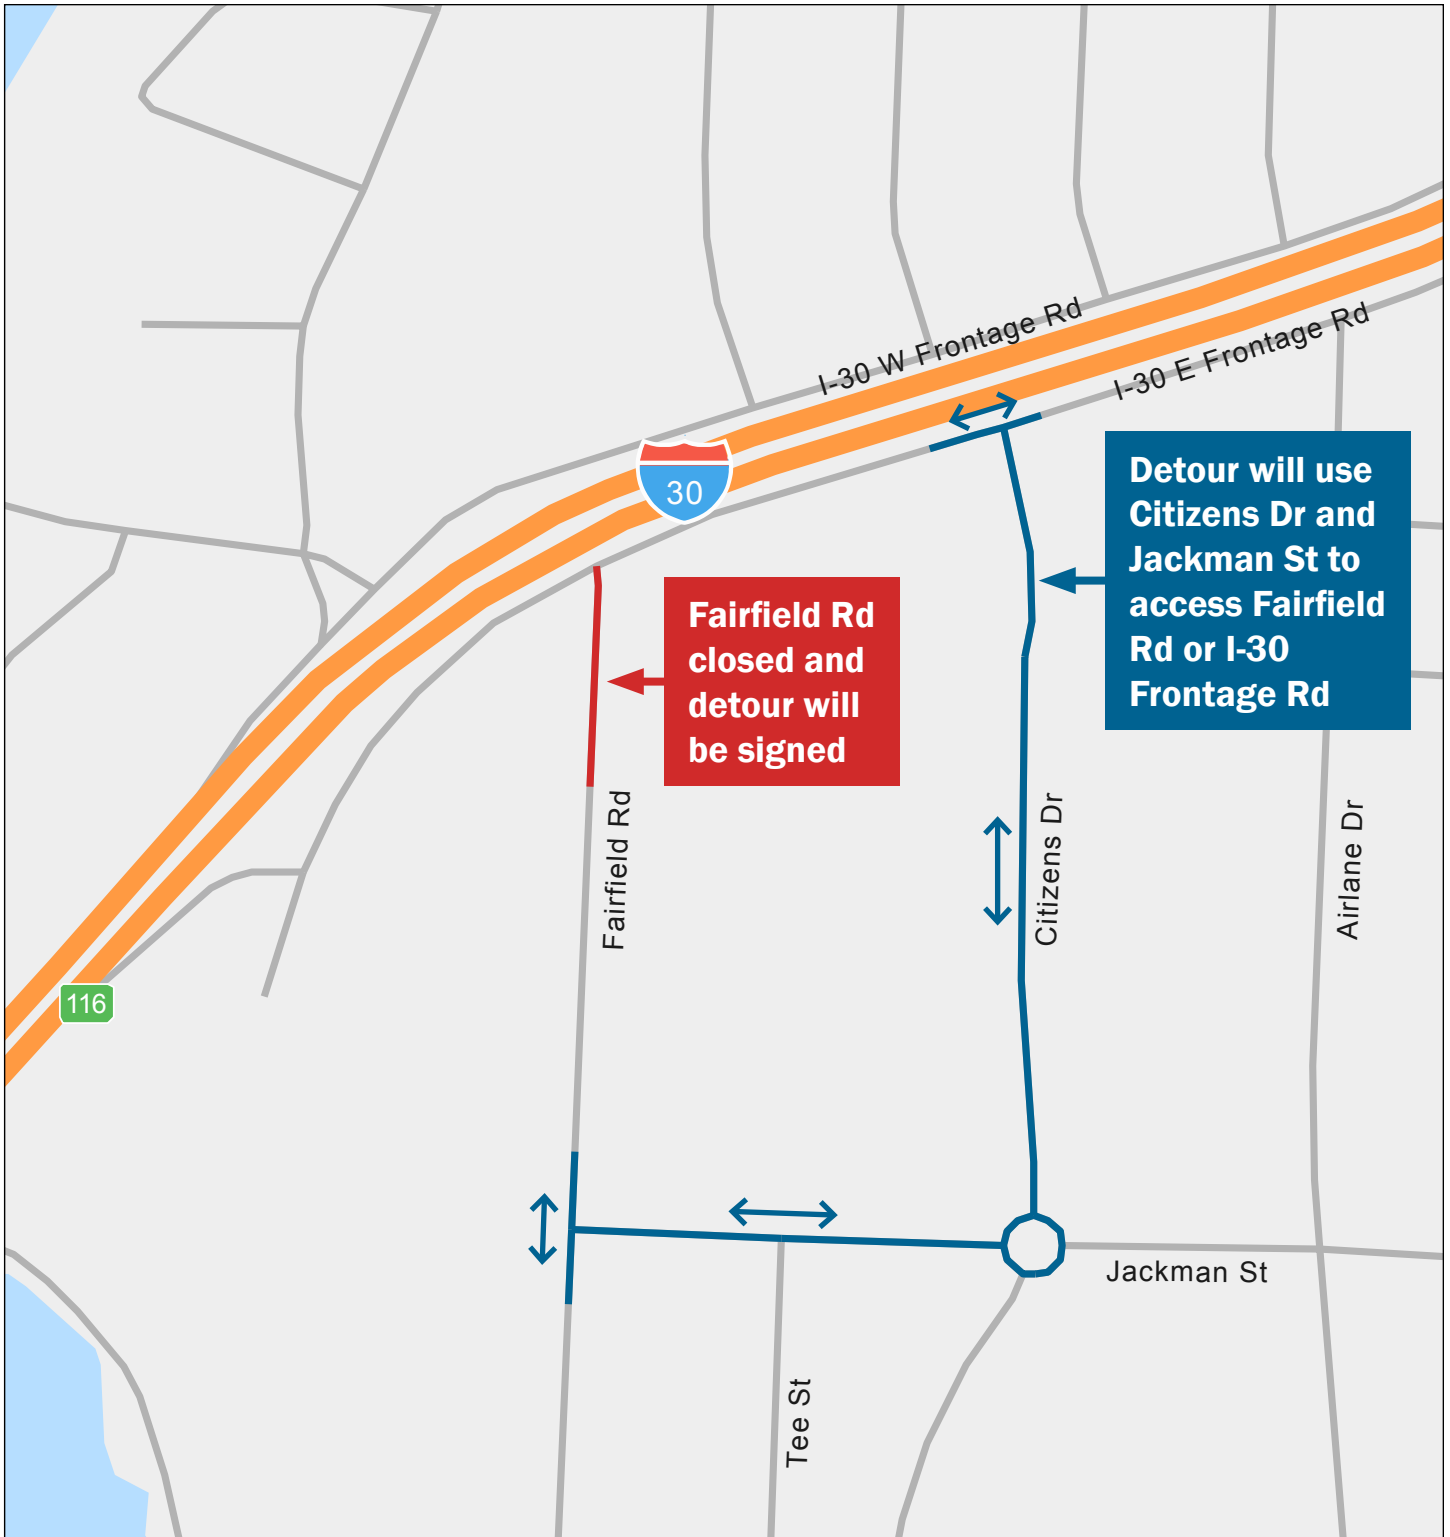 I-30 W Frontage Rd
I-30 E Frontage Rd
30
Detour will use
Citizens Dr and
Jackman St to
access Fairfield
Rd or I-30
Frontage Rd
Fairfield Rd
closed and
detour will
be signed
Fairfield Rd
Citizens Dr
Airlane Dr
116
Jackman St
Tee St